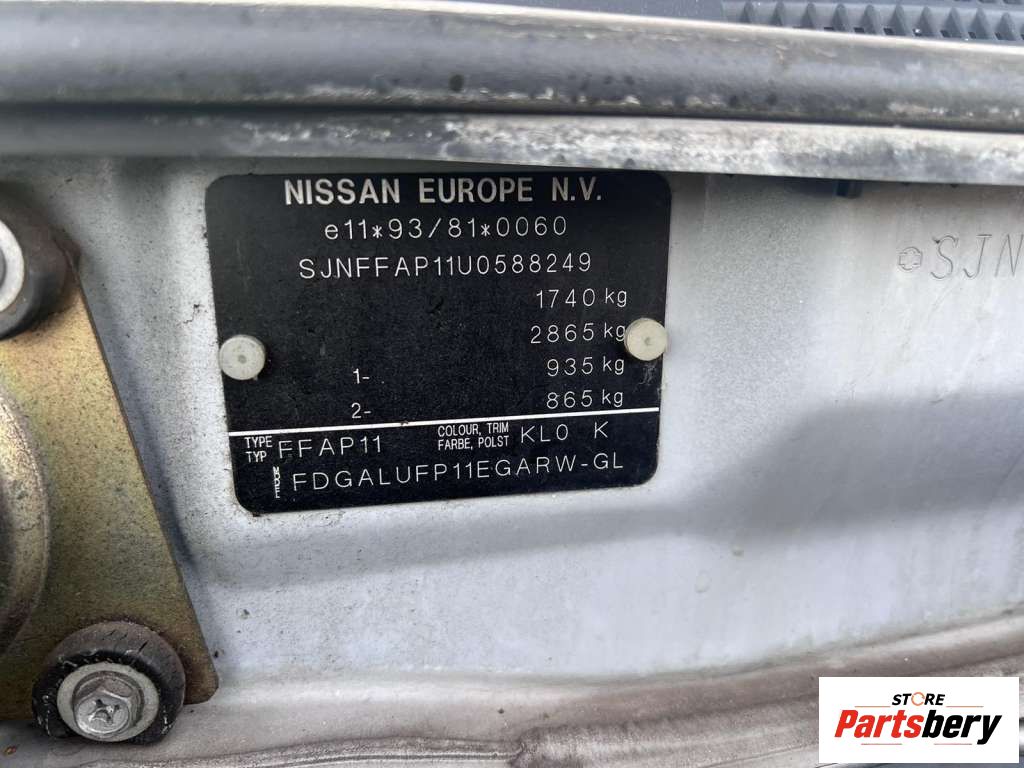 NISSAN EUROPE N.V.
e11*93/81*0060
SJNFFAP11U0588249
1740 kg
2865 kg
1- 935 kg
2- 865 kg
TYPE TYP FFAP11 COLOUR, TRIM FARBE, POLST KL0 K
FDGALUFP11EGARW-GL
SJN
STORE
Partsbery